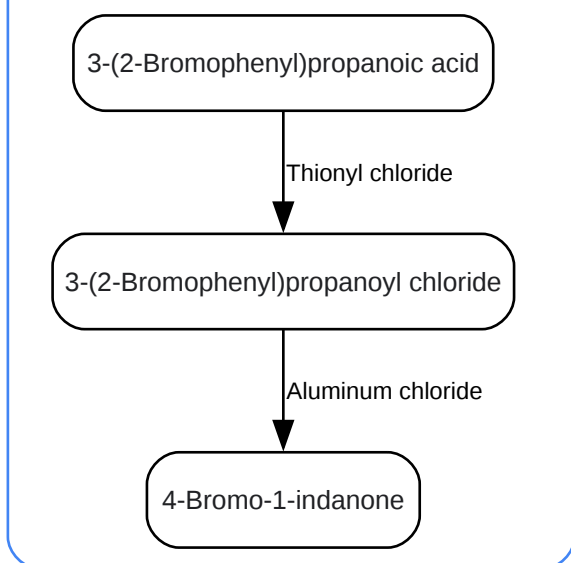 3-(2-Bromophenyl)propanoic acid
Thionyl chloride
3-(2-Bromophenyl)propanoyl chloride
Aluminum chloride
4-Bromo-1-indanone